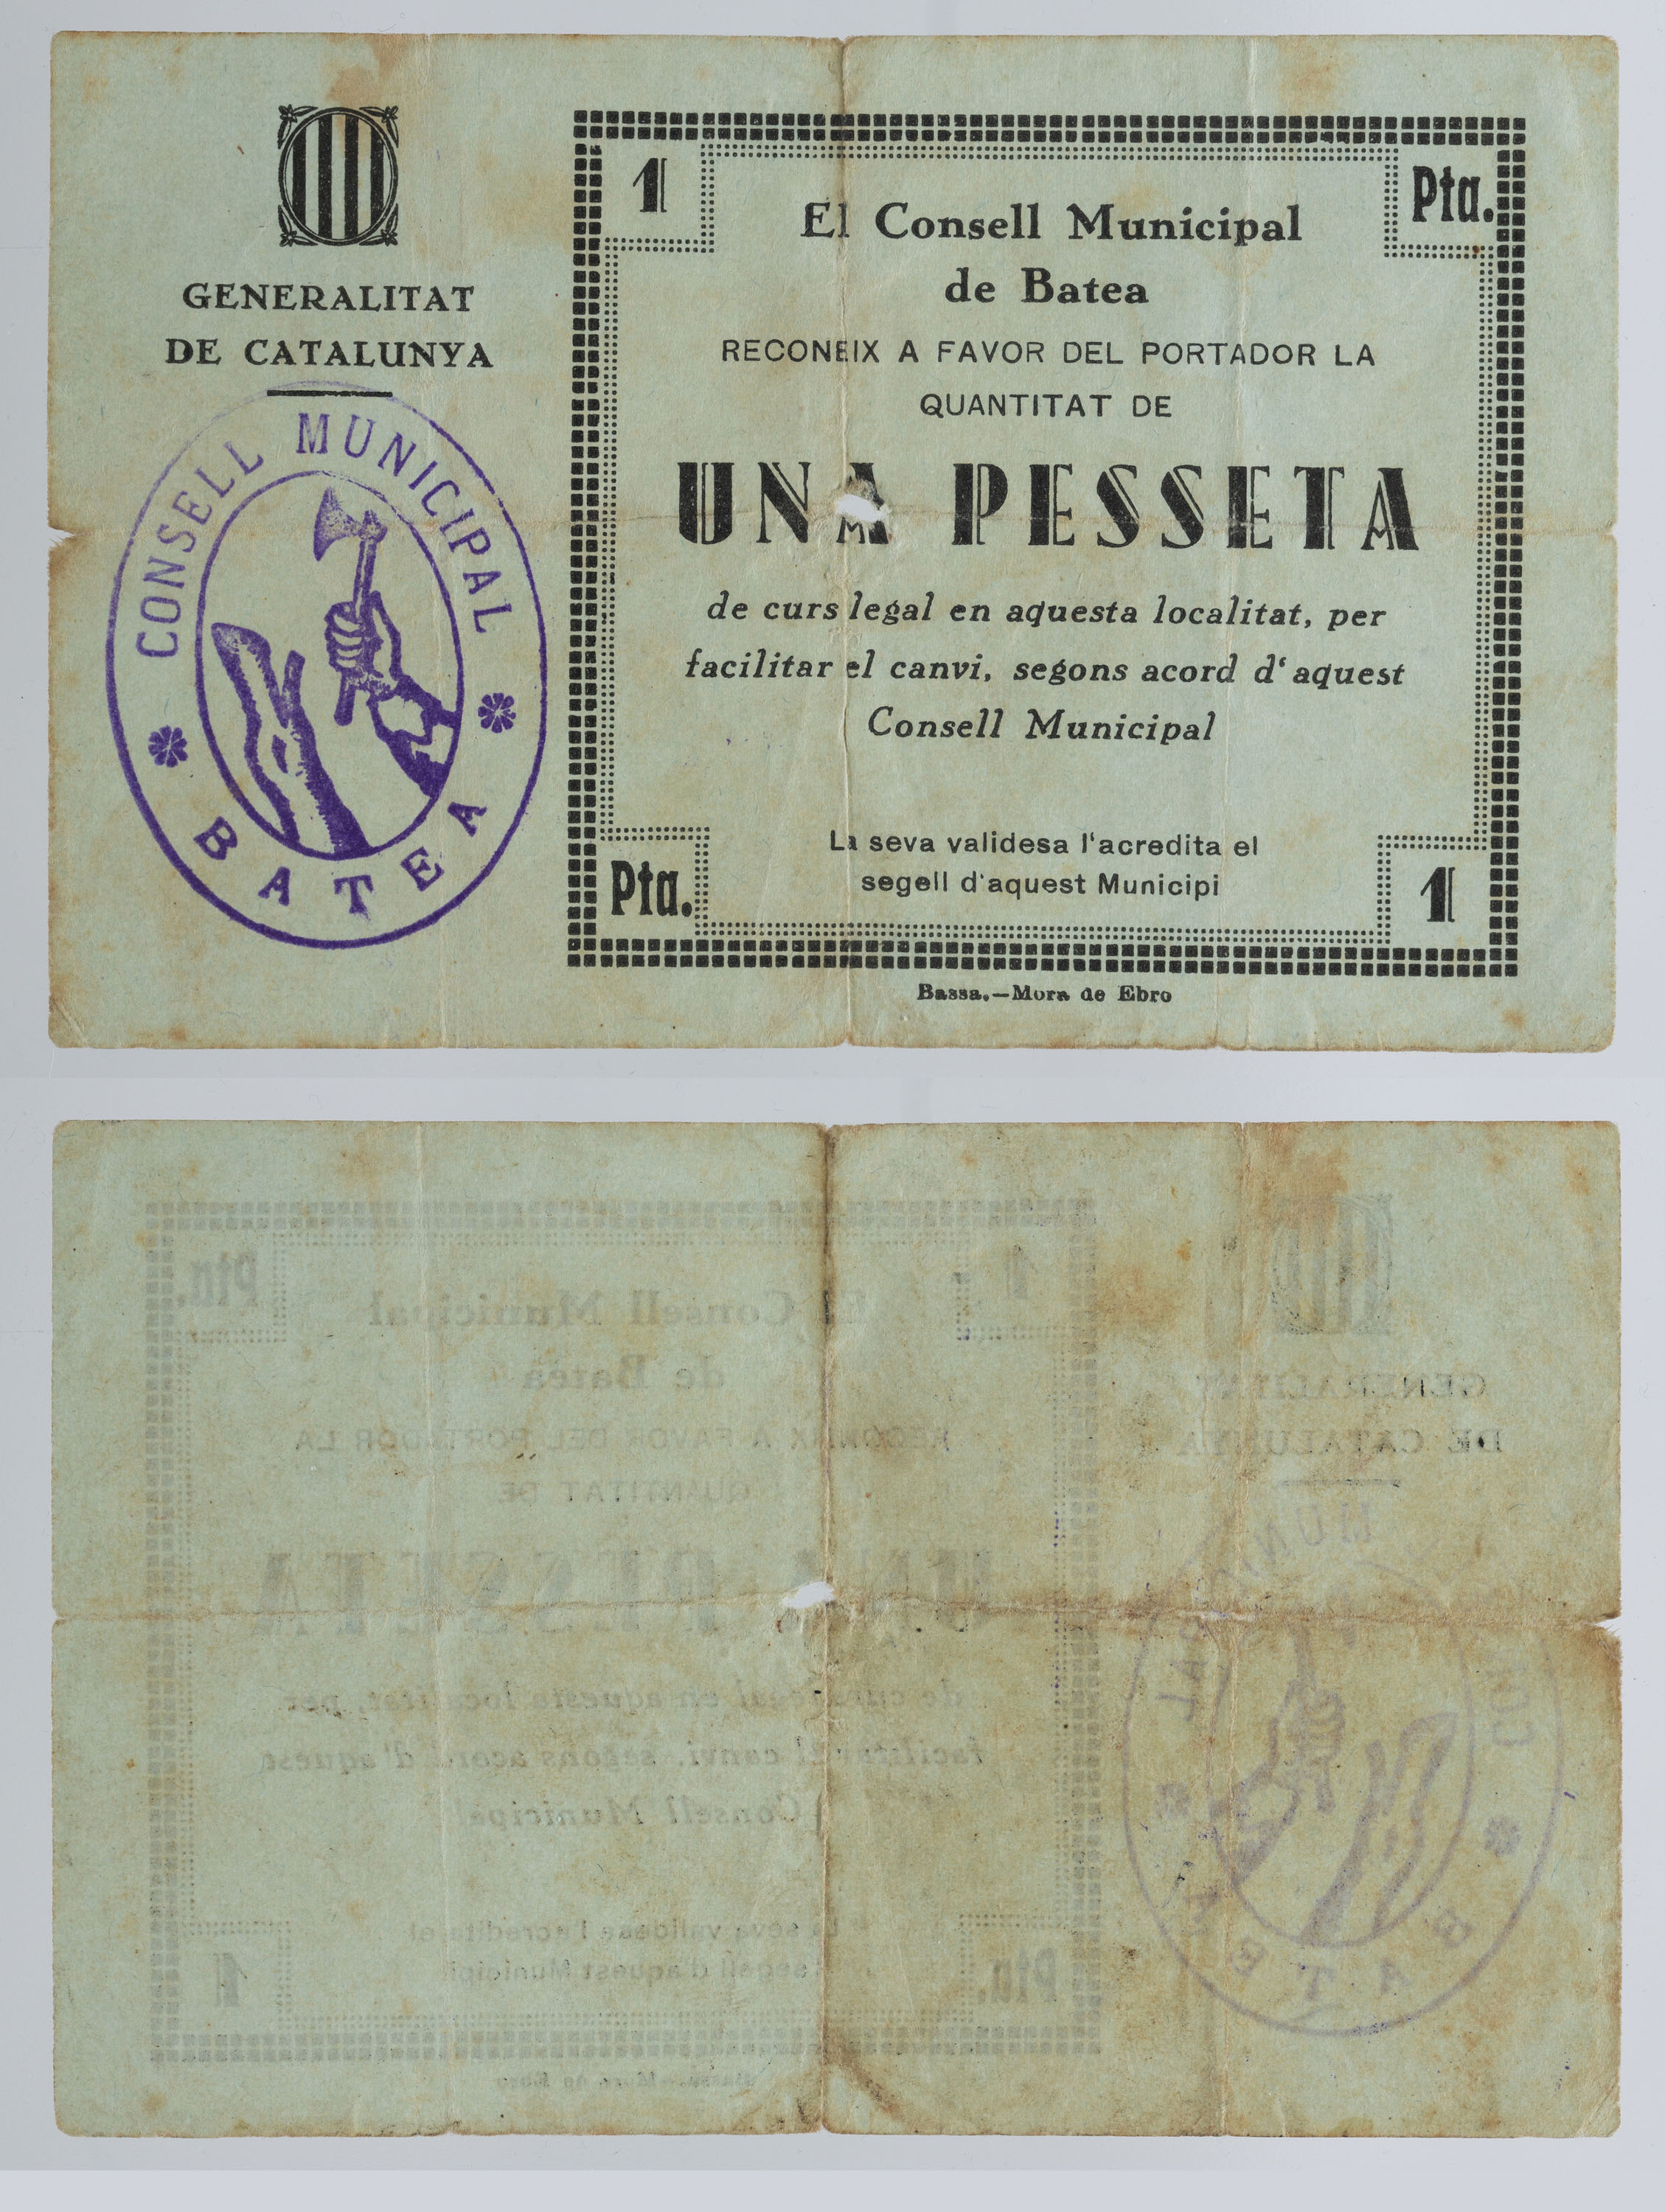 GENERALITAT
DE CATALUNYA
CONSELL MUNICIPAL
BATEA
1
Pta.
El Consell Municipal
de Batea
RECONEIX A FAVOR DEL PORTADOR LA
QUANTITAT DE
UNA PESSETA
de curs legal en aquesta localitat, per
facilitar el canvi, segons acord d'aquest
Consell Municipal
La seva validesa l'acredita el
segell d'aquest Municipi
Pta.
1
Bassa.—Mora de Ebro